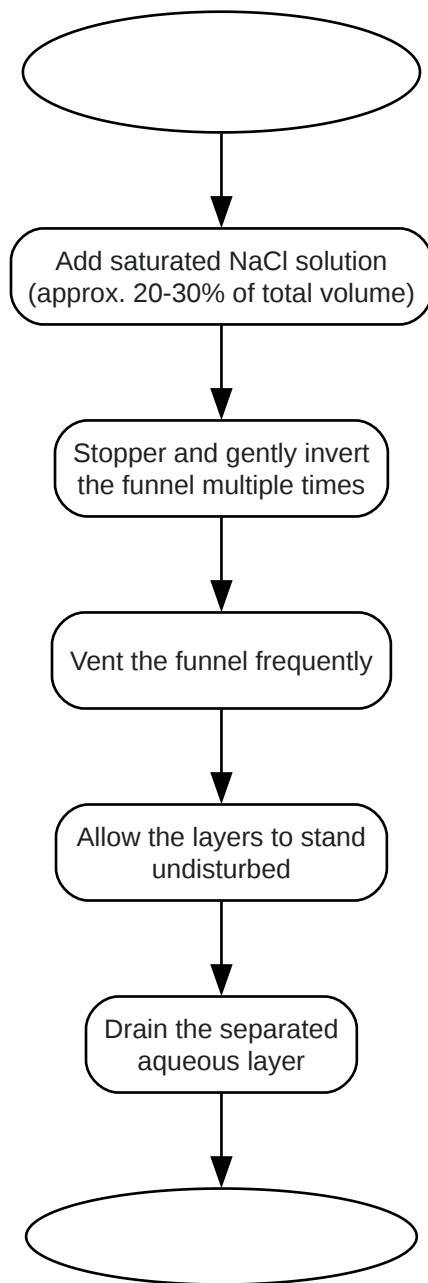 Add saturated NaCl solution
(approx. 20-30% of total volume)
Stopper and gently invert
the funnel multiple times
Vent the funnel frequently
Allow the layers to stand
undisturbed
Drain the separated
aqueous layer